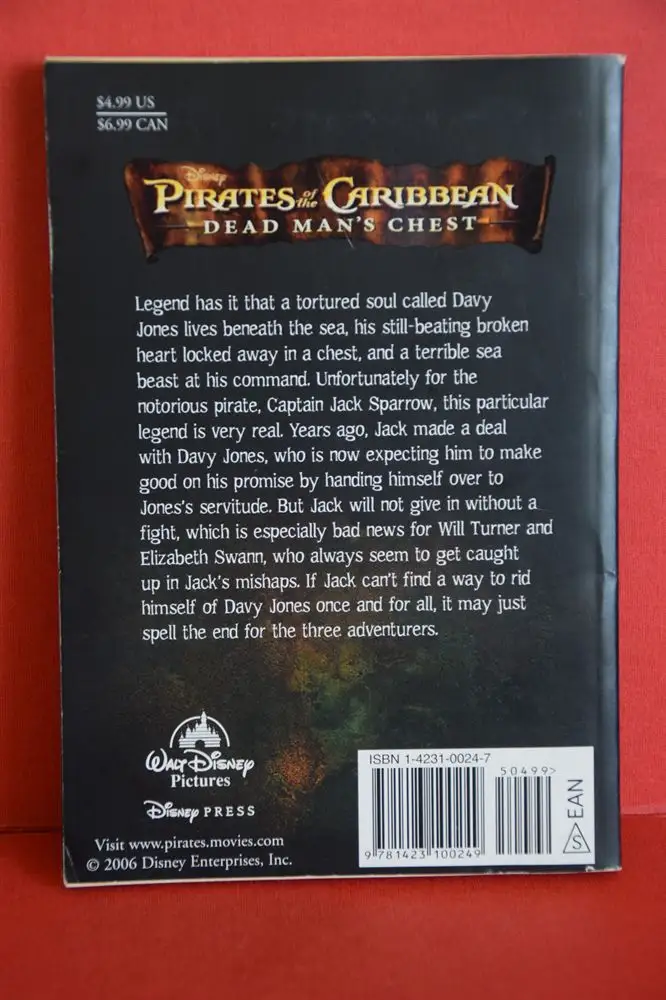 $4.99 US
$6.99 CAN
Disney
PIRATES of the CARIBBEAN
DEAD MAN'S CHEST
Legend has it that a tortured soul called Davy
Jones lives beneath the sea, his still-beating broken
heart locked away in a chest, and a terrible sea
beast at his command. Unfortunately for the
notorious pirate, Captain Jack Sparrow, this particular
legend is very real. Years ago, Jack made a deal
with Davy Jones, who is now expecting him to make
good on his promise by handing himself over to
Jones's servitude. But Jack will not give in without a
fight, which is especially bad news for Will Turner and
Elizabeth Swann, who always seem to get caught
up in Jack's mishaps. If Jack can't find a way to rid
himself of Davy Jones once and for all, it may just
spell the end for the three adventurers.
WALT DISNEY
Pictures
Disney PRESS
Visit www.pirates.movies.com
© 2006 Disney Enterprises, Inc.
ISBN 1-4231-0024-7
50499>
9 781423 100249
EAN
S